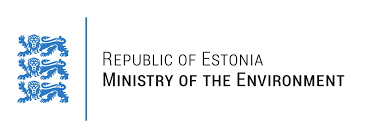 REPUBLIC OF ESTONIA
MINISTRY OF THE ENVIRONMENT